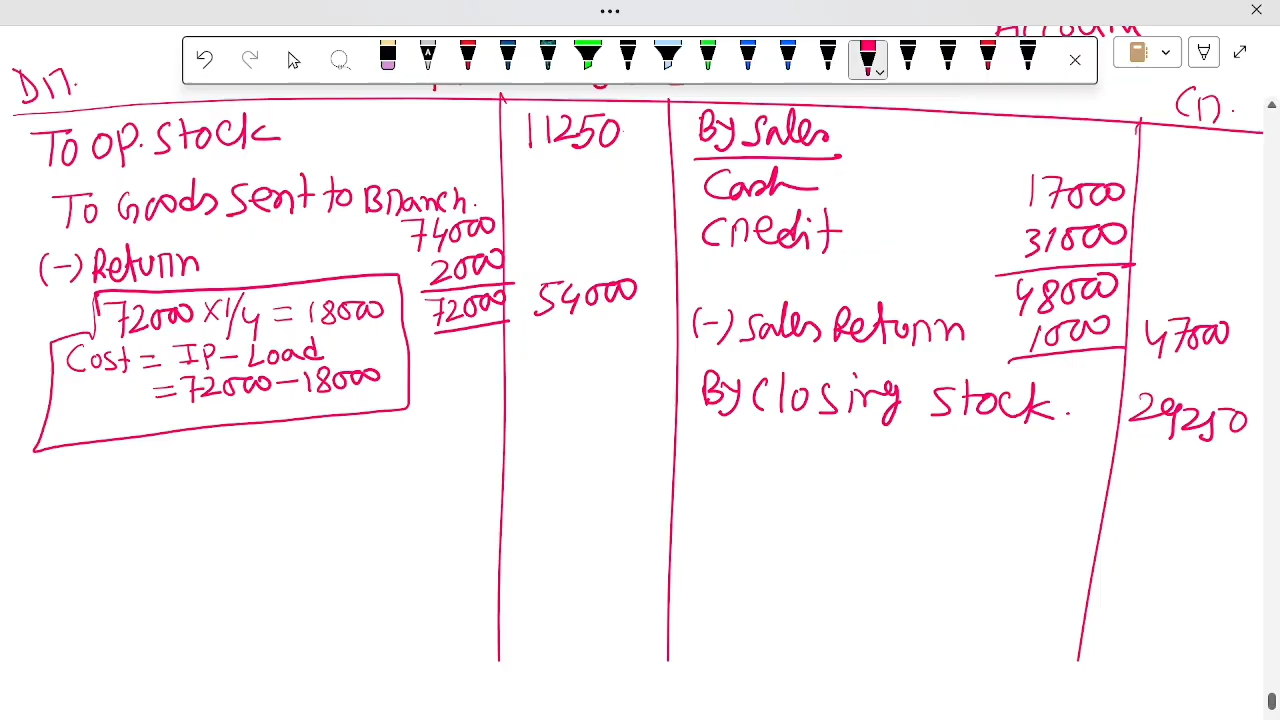 Account
Dr.
Cr.
To Op. Stock 11250
To Goods Sent to Branch.
74000
(-) Return 2000
72000 54000
72000 x 1/4 = 18000
Cost = IP - Load
= 72000 - 18000
By Sales
Cash 17000
Credit 31000
48000
(-) Sales Return 1000 47000
By Closing Stock. 29250